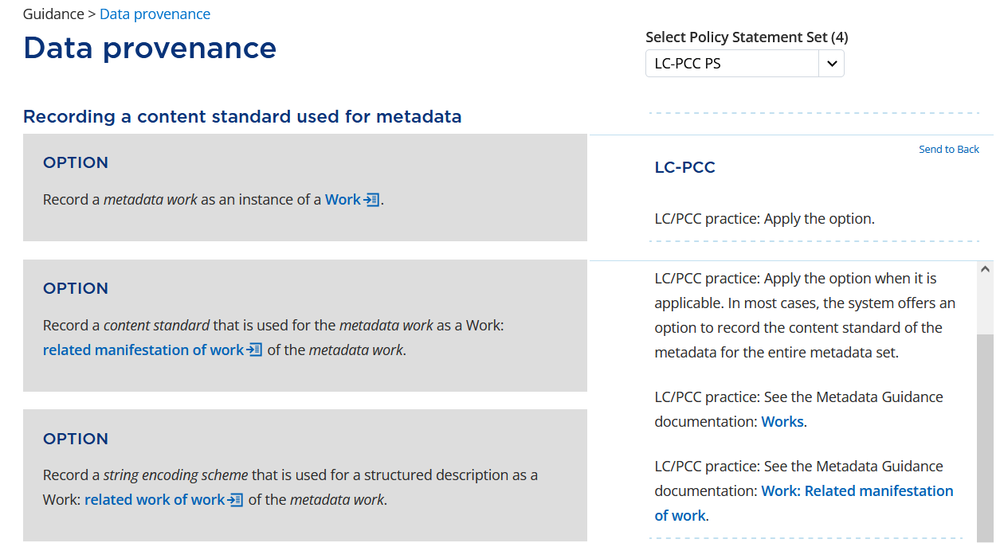 Guidance > Data provenance
Data provenance
Select Policy Statement Set (4)
LC-PCC PS
Recording a content standard used for metadata
OPTION
Record a metadata work as an instance of a Work.
Send to Back
LC-PCC
LC/PCC practice: Apply the option.
OPTION
Record a content standard that is used for the metadata work as a Work:
related manifestation of work of the metadata work.
LC/PCC practice: Apply the option when it is
applicable. In most cases, the system offers an
option to record the content standard of the
metadata for the entire metadata set.
LC/PCC practice: See the Metadata Guidance
documentation: Works.
LC/PCC practice: See the Metadata Guidance
documentation: Work: Related manifestation
of work.
OPTION
Record a string encoding scheme that is used for a structured description as a
Work: related work of work of the metadata work.